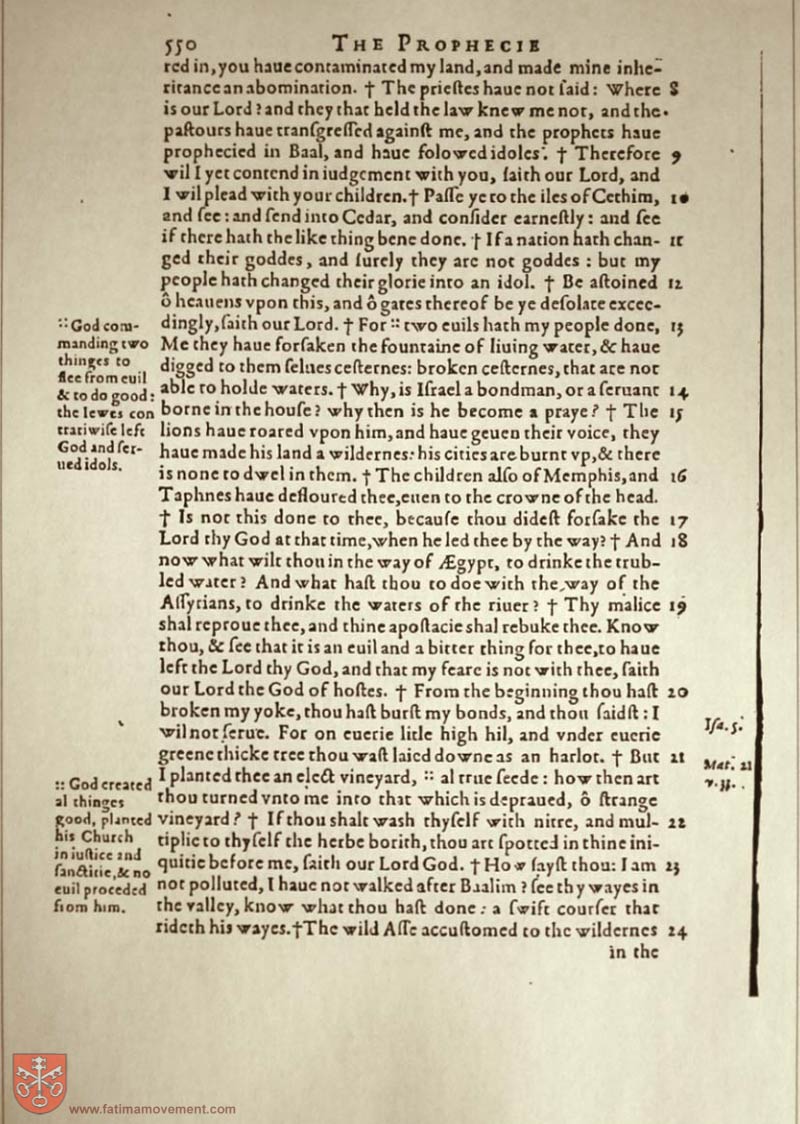 550 THE PROPHECIE
red in, you haue contaminated my land, and made mine inhe-
ritance an abomination. † The priestes haue not said: Where 8
is our Lord? and they that held the law knew me not, and the
pastours haue transgressed against me, and the prophets haue
prophecied in Baal, and haue folowed idoles. † Therefore 9
wil I yet contend in iudgement with you, saith our Lord, and
I wil plead with your children. † Passe ye to the iles of Cethim, 10
and see: and send into Cedar, and consider earnestly: and see
if there hath the like thing bene done. † If a nation hath chan- 11
ged their goddes, and surely they are not goddes: but my
people hath changed their glorie into an idol. † Be astoined 12
ô heauens vpon this, and ô gates thereof be ye desolate excee-
dingly, saith our Lord. † For :: two euils hath my people done, 13
Me they haue forsaken the fountaine of liuing water, & haue
digged to them selues cesternes: broken cesternes, that are not
able to holde waters. † Why, is Israel a bondman, or a seruant 14
borne in the house? why then is he become a praye? † The 15
lions haue roared vpon him, and haue geuen their voice, they
haue made his land a wildernes: his cities are burnt vp, & there
is none to dwel in them. † The children also of Memphis, and 16
Taphnes haue defloured thee, euen to the crowne of the head.
† Is not this done to thee, because thou didest forsake the 17
Lord thy God at that time, when he led thee by the way? † And 18
now what wilt thou in the way of Ægypt, to drinke the trub-
led water? And what hast thou to doe with the way of the
Assyrians, to drinke the waters of the riuer? † Thy malice 19
shal reproue thee, and thine apostacie shal rebuke thee. Know
thou, & see that it is an euil and a bitter thing for thee, to haue
left the Lord thy God, and that my feare is not with thee, saith
our Lord the God of hostes. † From the beginning thou hast 20
broken my yoke, thou hast burst my bonds, and thou saidst: I
wil not serue. For on euerie litle high hil, and vnder euerie
greene thicke tree thou wast laied downe as an harlot. † But 21
I planted thee an elect vineyard, :: al true seede: how then art
thou turned vnto me into that which is depraued, ô strange
vineyard? † If thou shalt wash thyself with nitre, and mul- 22
tiplie to thyself the herbe borith, thou art spotted in thine ini-
quitie before me, saith our Lord God. † How sayst thou: I am 23
not polluted, I haue not walked after Baalim? see thy wayes in
the valley, know what thou hast done: a swift courser that
rideth his wayes. † The wild Asse accustomed to the wildernes 24
in the
:: God com-
manding two
thinges to
flee from euil
& to do good:
the Iewes con
trariwise left
God and ser-
ued idols.
:: God created
al thinges
good, planted
his Church
in iustice and
sanctitie, & no
euil proceded
from him.
Isa. 5.
Mat. 21
v. 33.
www.fatimamovement.com